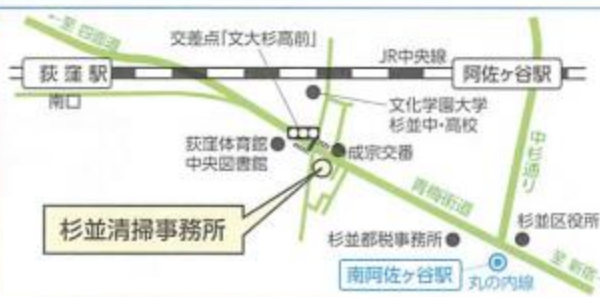 ←至 四面道
交差点「文大杉高前」
JR中央線
荻窪駅
阿佐ヶ谷駅
南口
文化学園大学
杉並中・高校
荻窪体育館
中央図書館
成宗交番
中杉通り
青梅街道
杉並清掃事務所
杉並都税事務所
杉並区役所
南阿佐ヶ谷駅
丸の内線
至 新宿→